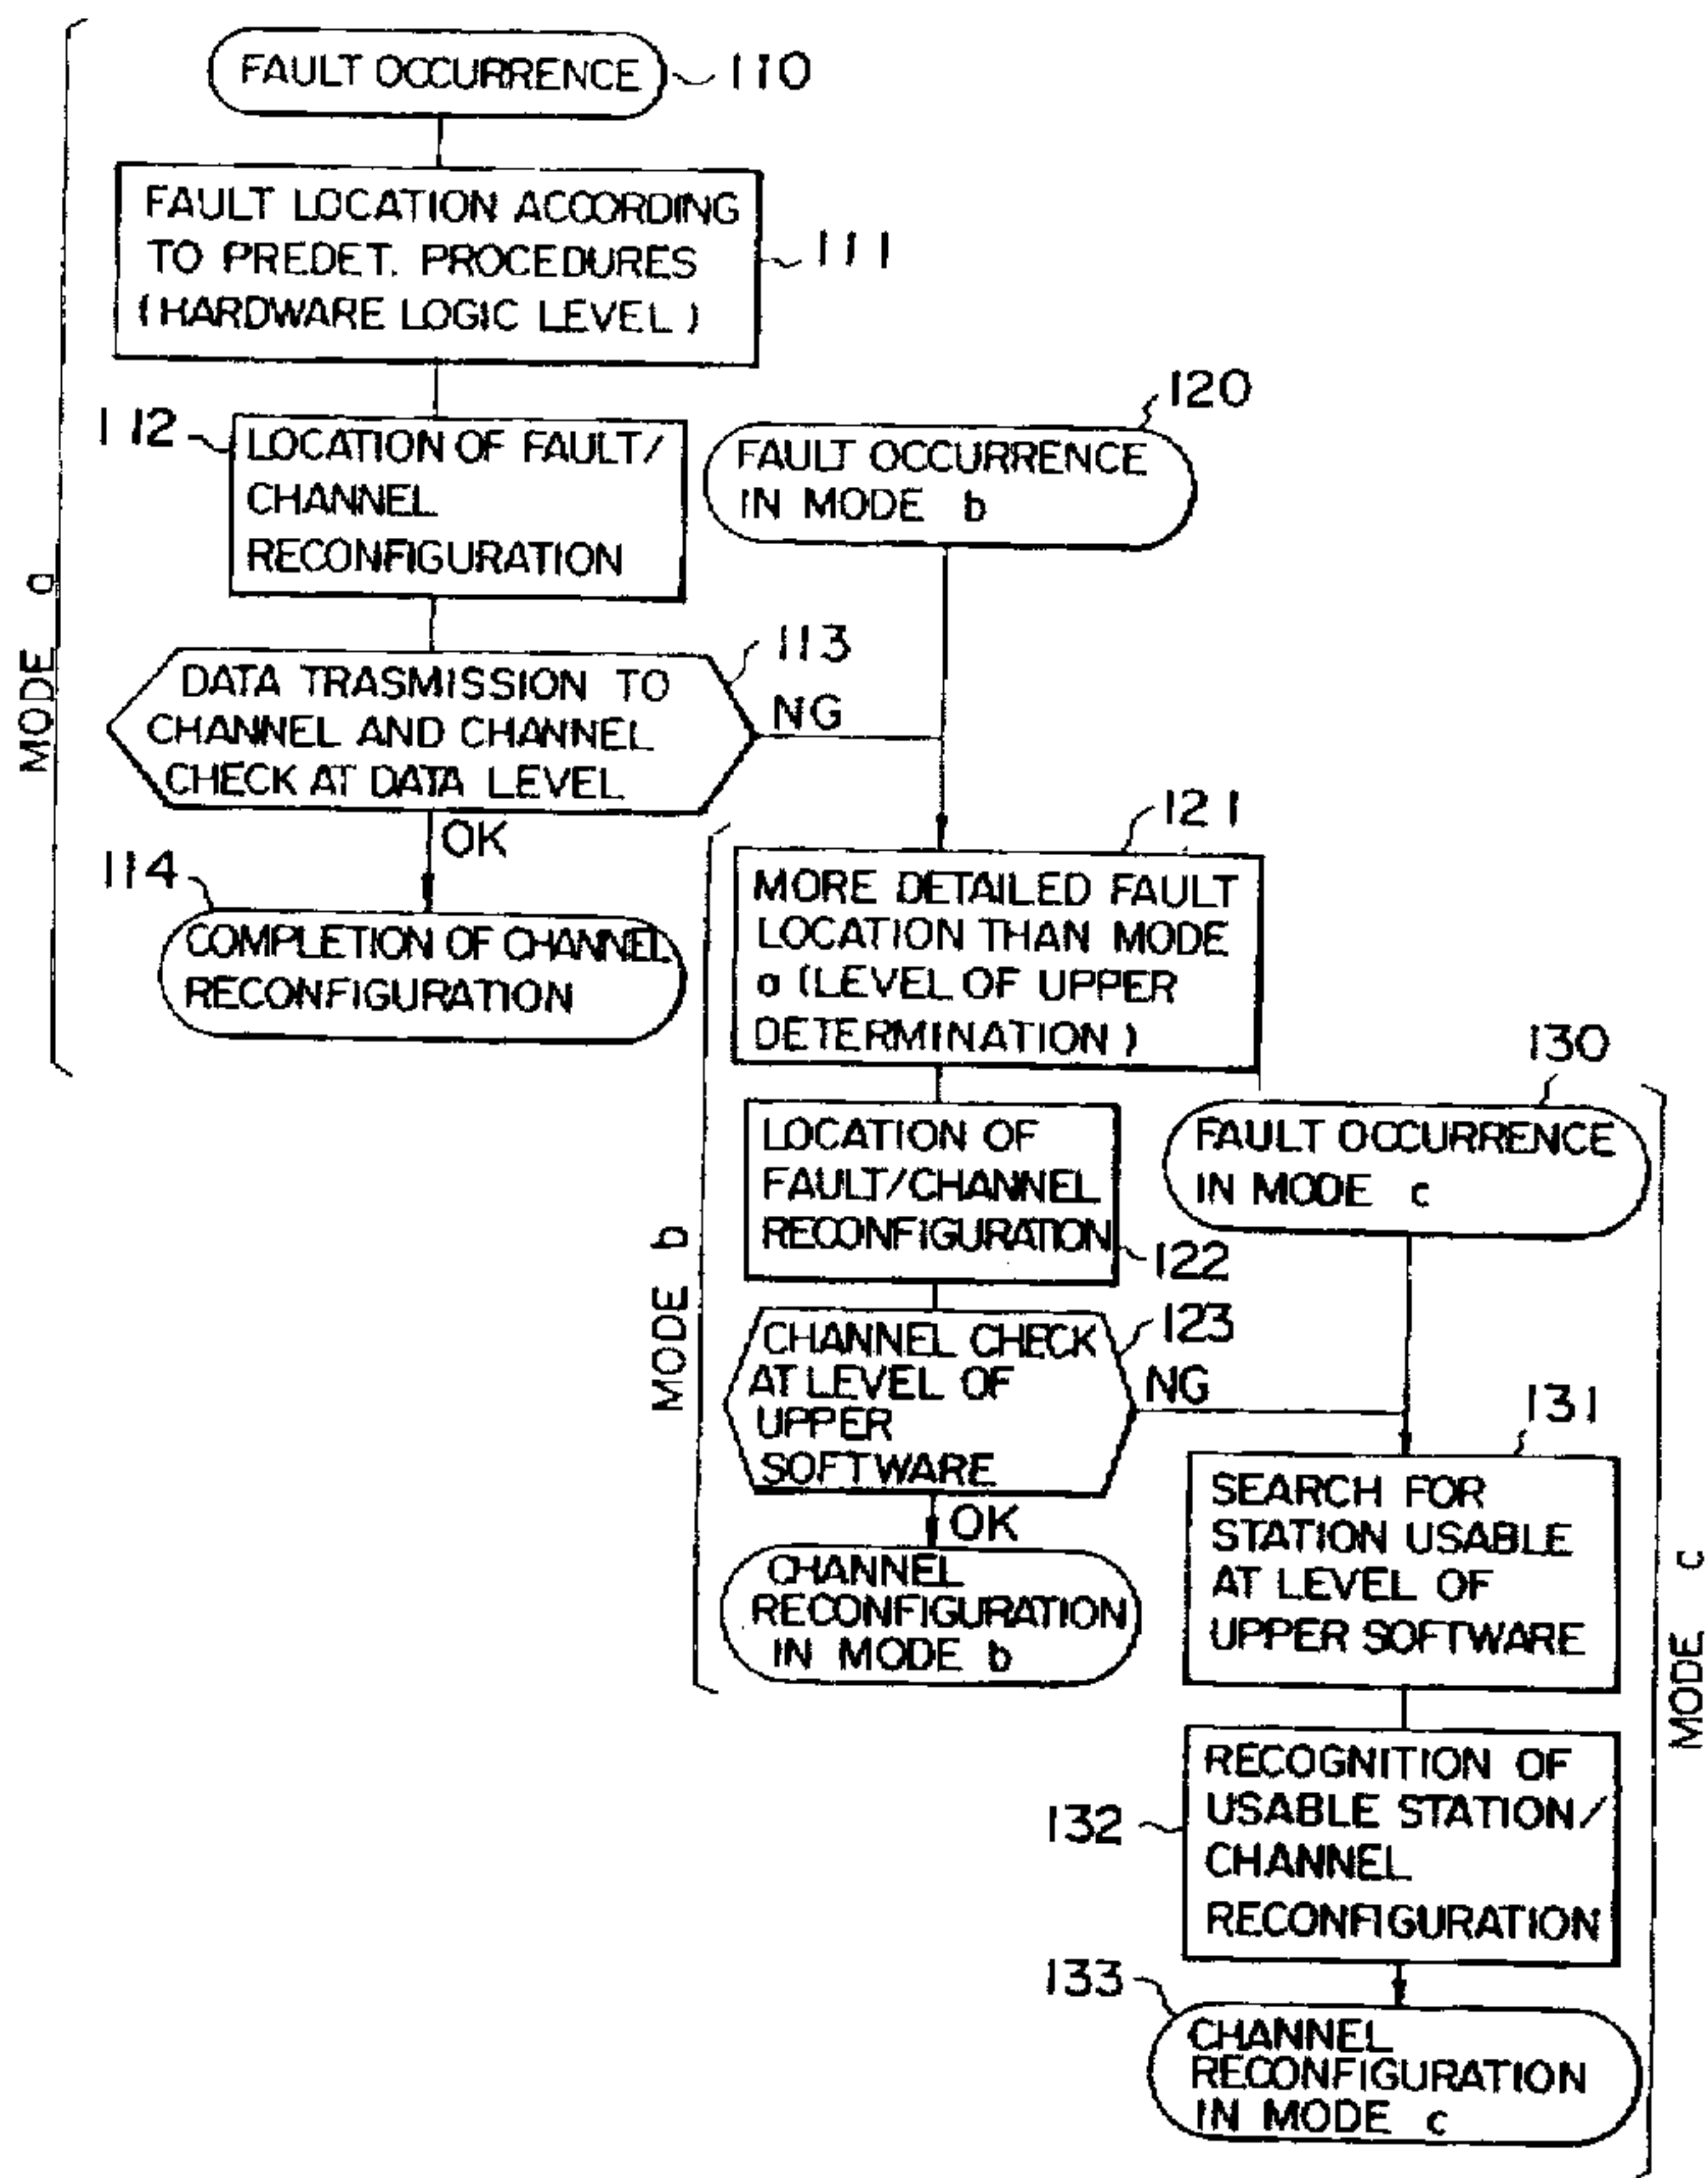 FAULT OCCURRENCE
110
FAULT LOCATION ACCORDING
TO PREDET. PROCEDURES
(HARDWARE LOGIC LEVEL)
111
112
LOCATION OF FAULT/
CHANNEL
RECONFIGURATION
120
FAULT OCCURRENCE
IN MODE b
MODE a
113
DATA TRASMISSION TO
CHANNEL AND CHANNEL
CHECK AT DATA LEVEL
NG
OK
114
COMPLETION OF CHANNEL
RECONFIGURATION
121
MORE DETAILED FAULT
LOCATION THAN MODE
a (LEVEL OF UPPER
DETERMINATION)
130
FAULT OCCURRENCE
IN MODE c
LOCATION OF
FAULT/CHANNEL
RECONFIGURATION
122
MODE b
123
CHANNEL CHECK
AT LEVEL OF
UPPER
SOFTWARE
NG
OK
CHANNEL
RECONFIGURATION
IN MODE b
131
SEARCH FOR
STATION USABLE
AT LEVEL OF
UPPER SOFTWARE
MODE c
132
RECOGNITION OF
USABLE STATION/
CHANNEL
RECONFIGURATION
133
CHANNEL
RECONFIGURATION
IN MODE c